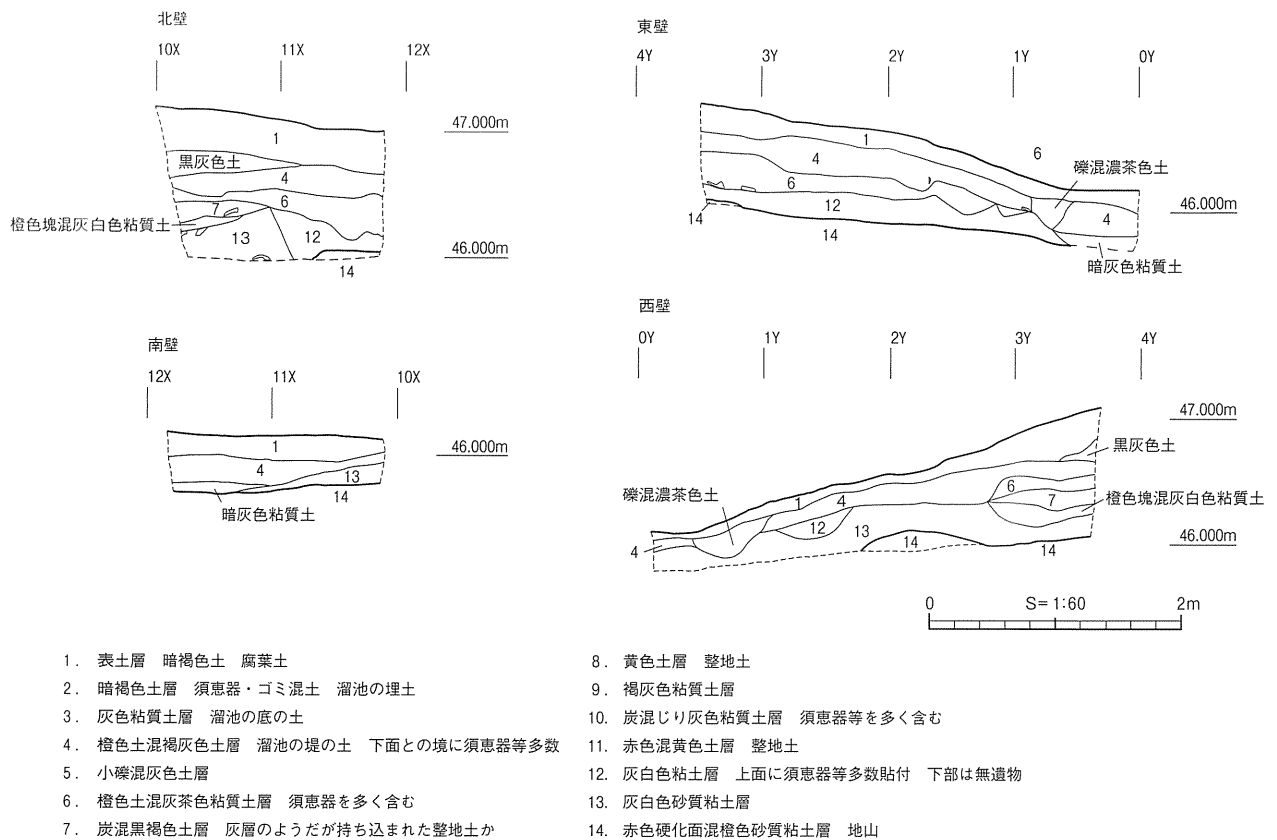 北壁
10X 11X 12X
47.000m
1
黒灰色土
4
6
7
橙色塊混灰白色粘質土
13 12
46.000m
14
東壁
4Y 3Y 2Y 1Y 0Y
1
6
4
礫混濃茶色土
6
46.000m
12
4
14
14
暗灰色粘質土
南壁
12X 11X 10X
1
46.000m
4
13
14
暗灰色粘質土
西壁
0Y 1Y 2Y 3Y 4Y
47.000m
黒灰色土
6
礫混濃茶色土
1 4
7
橙色塊混灰白色粘質土
12
13
46.000m
4
14
14
0 S=1:60 2m
1. 表土層 暗褐色土 腐葉土
2. 暗褐色土層 須恵器・ゴミ混土 溜池の埋土
3. 灰色粘質土層 溜池の底の土
4. 橙色土混褐灰色土層 溜池の堤の土 下面との境に須恵器等多数
5. 小礫混灰色土層
6. 橙色土混灰茶色粘質土層 須恵器を多く含む
7. 炭混黒褐色土層 灰層のようだが持ち込まれた整地土か
8. 黄色土層 整地土
9. 褐灰色粘質土層
10. 炭混じり灰色粘質土層 須恵器等を多く含む
11. 赤色混黄色土層 整地土
12. 灰白色粘土層 上面に須恵器等多数貼付 下部は無遺物
13. 灰白色砂質粘土層
14. 赤色硬化面混橙色砂質粘土層 地山